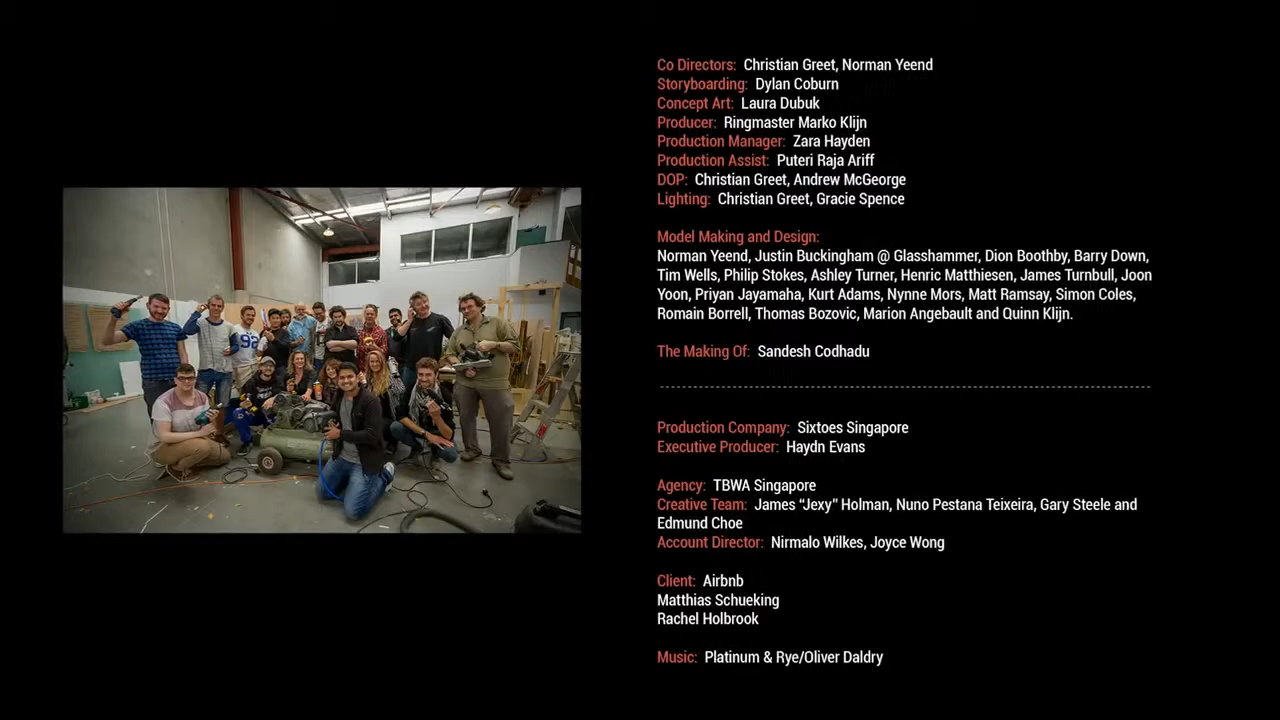 Co Directors: Christian Greet, Norman Yeend
Storyboarding: Dylan Coburn
Concept Art: Laura Dubuk
Producer: Ringmaster Marko Klijn
Production Manager: Zara Hayden
Production Assist: Puteri Raja Ariff
DOP: Christian Greet, Andrew McGeorge
Lighting: Christian Greet, Gracie Spence
Model Making and Design:
Norman Yeend, Justin Buckingham @ Glasshammer, Dion Boothby, Barry Down,
Tim Wells, Philip Stokes, Ashley Turner, Henric Matthiesen, James Turnbull, Joon
Yoon, Priyan Jayamaha, Kurt Adams, Nynne Mors, Matt Ramsay, Simon Coles,
Romain Borrell, Thomas Bozovic, Marion Angebault and Quinn Klijn.
The Making Of: Sandesh Codhadu
Production Company: Sixtoes Singapore
Executive Producer: Haydn Evans
Agency: TBWA Singapore
Creative Team: James “Jexy” Holman, Nuno Pestana Teixeira, Gary Steele and
Edmund Choe
Account Director: Nirmalo Wilkes, Joyce Wong
Client: Airbnb
Matthias Schueking
Rachel Holbrook
Music: Platinum & Rye/Oliver Daldry